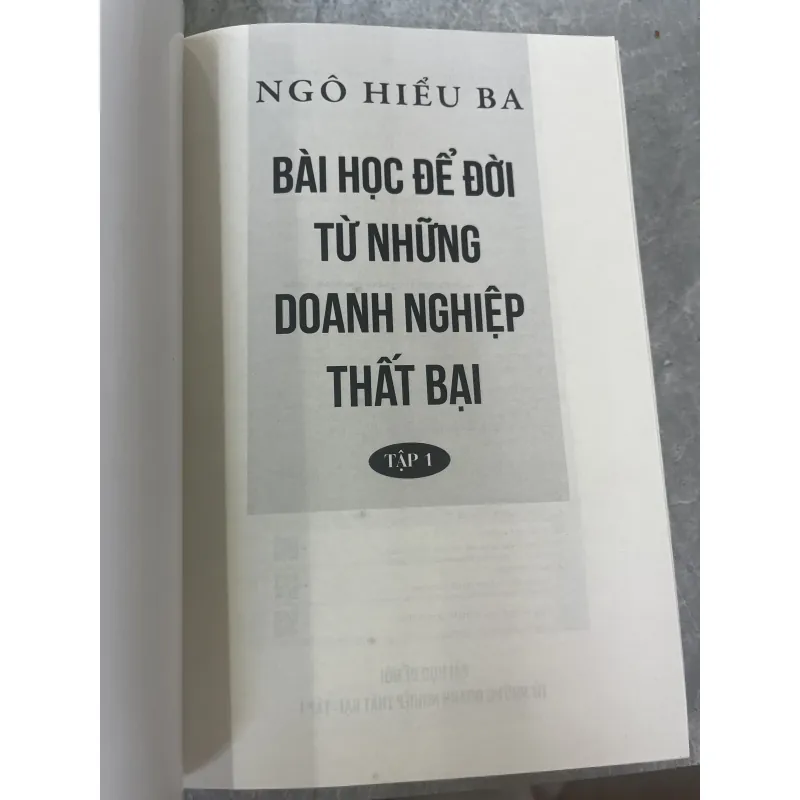 NGÔ HIỂU BA
BÀI HỌC ĐỂ ĐỜI
TỪ NHỮNG
DOANH NGHIỆP
THẤT BẠI
TẬP 1